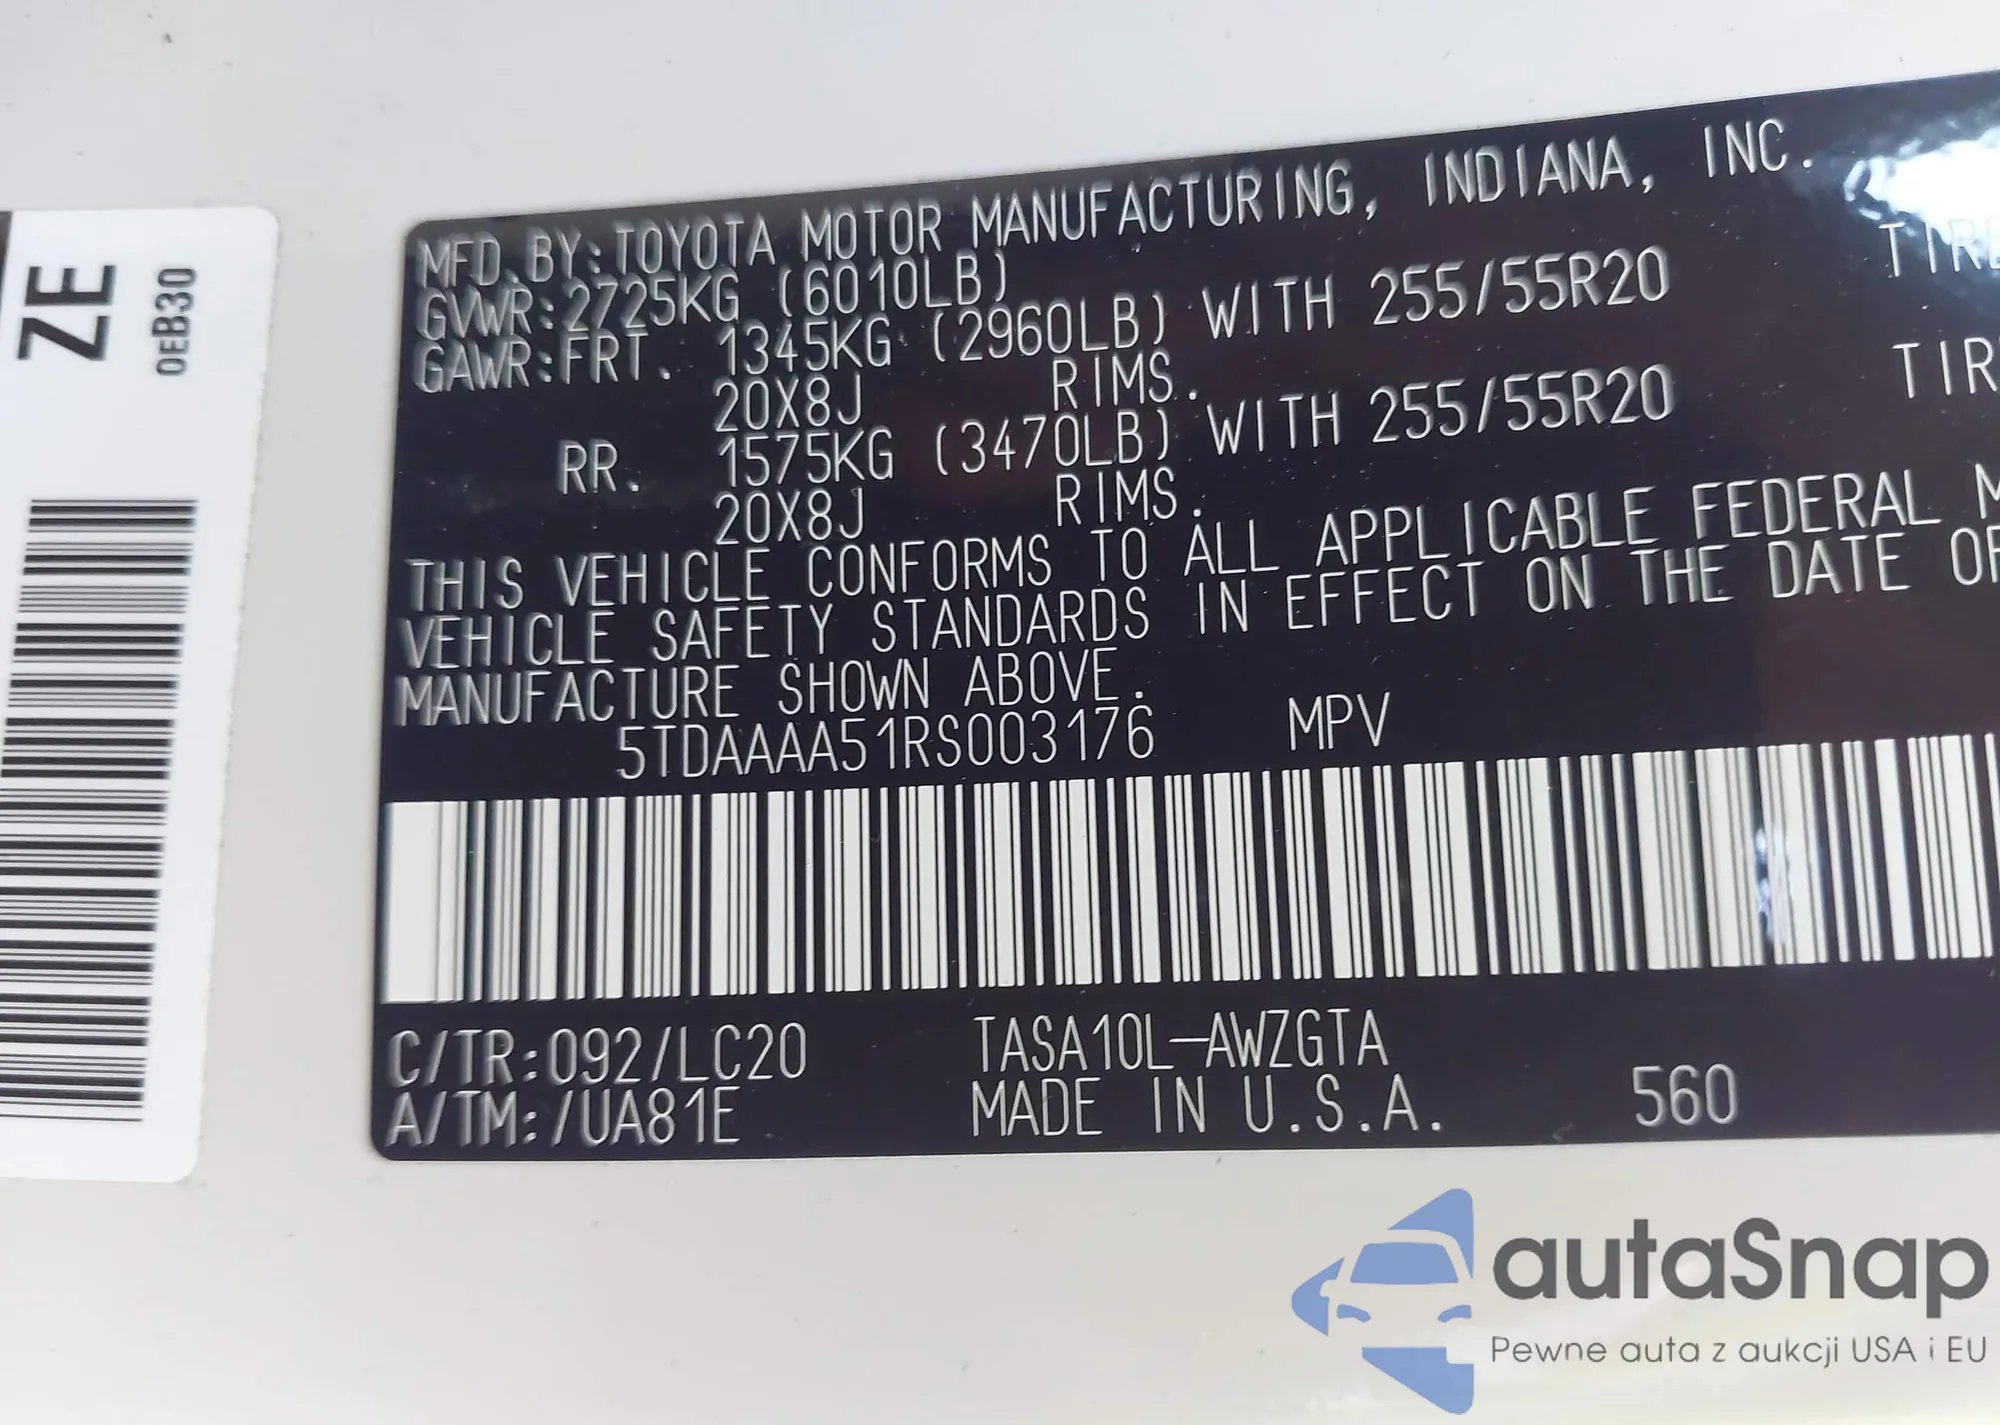 ZE
0EB30
MFD.BY:TOYOTA MOTOR MANUFACTURING, INDIANA, INC.
GVWR:2725KG (6010LB)
GAWR:FRT. 1345KG (2960LB) WITH 255/55R20 TIRE
20X8J RIMS.
RR. 1575KG (3470LB) WITH 255/55R20 TIR
20X8J RIMS.
THIS VEHICLE CONFORMS TO ALL APPLICABLE FEDERAL M
VEHICLE SAFETY STANDARDS IN EFFECT ON THE DATE OF
MANUFACTURE SHOWN ABOVE.
5TDAAAA51RS003176 MPV
C/TR:092/LC20 TASA10L-AWZGTA
A/TM:/UA81E MADE IN U.S.A. 560
autaSnap
Pewne auta z aukcji USA i EU